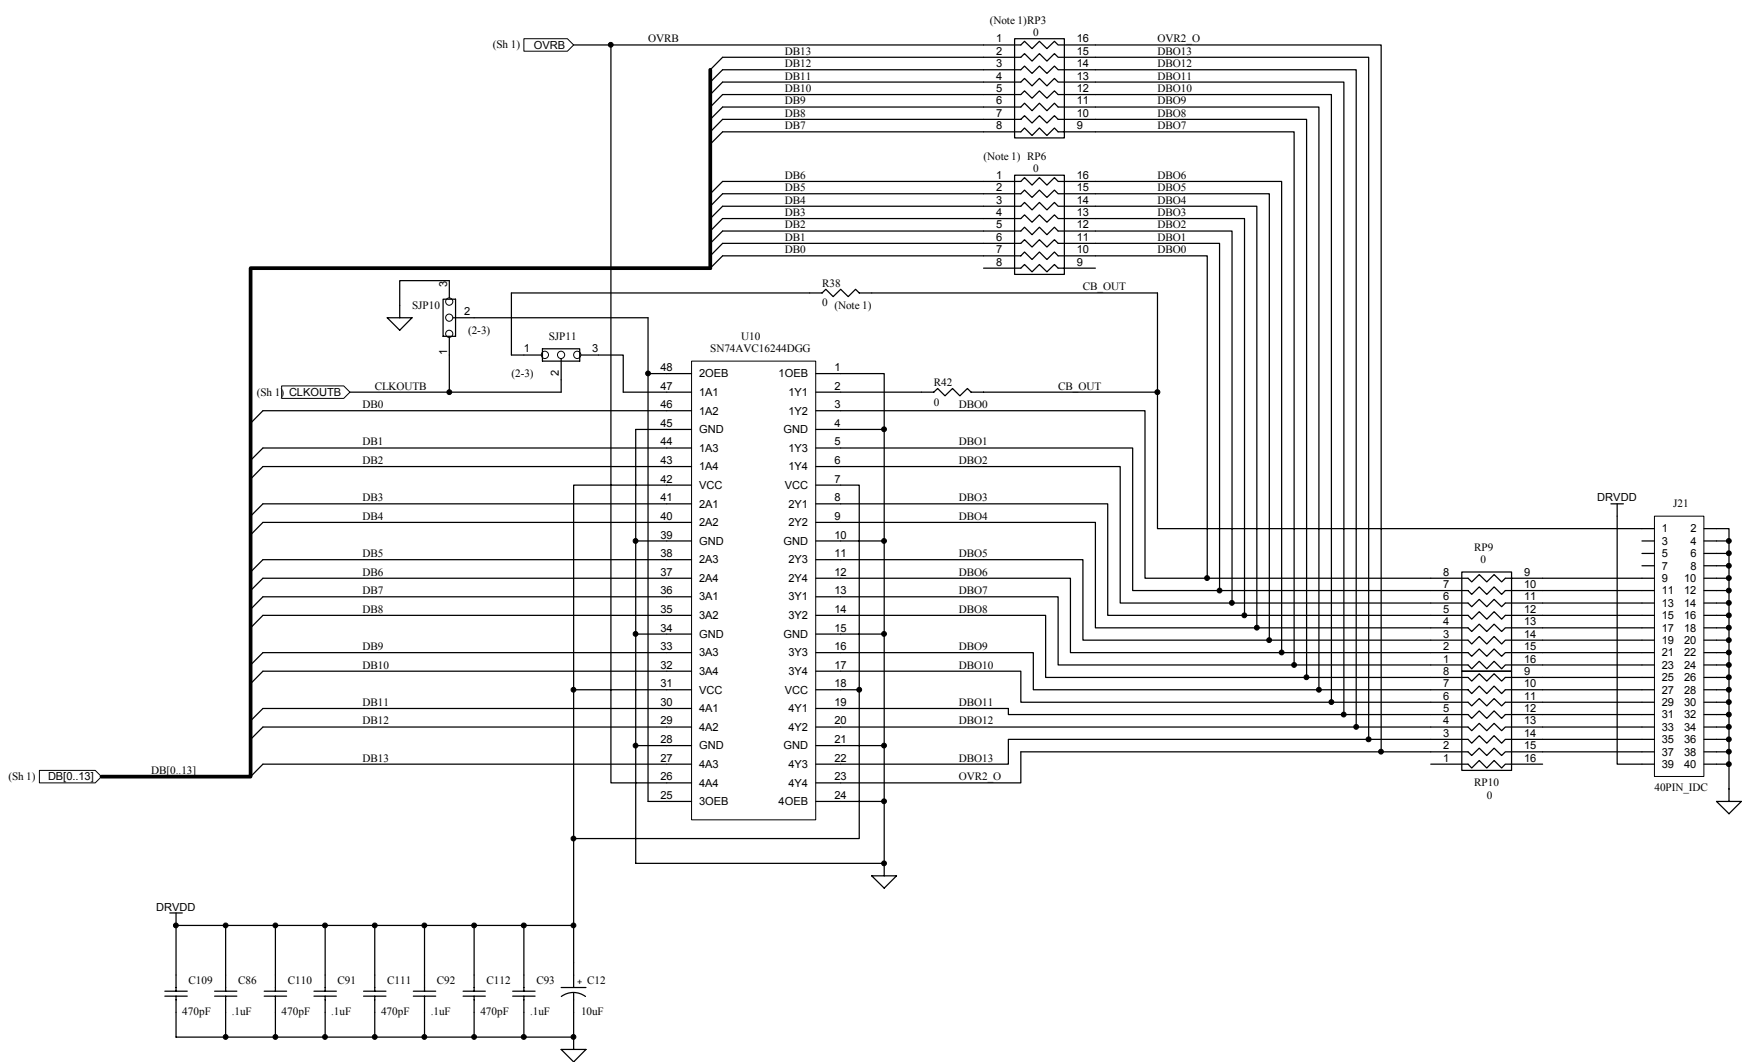 (Note 1)RP3
0
(Sh 1) OVRB
OVRB 1 16 OVR2_O
DB13 2 15 DBO13
DB12 3 14 DBO12
DB11 4 13 DBO11
DB10 5 12 DBO10
DB9 6 11 DBO9
DB8 7 10 DBO8
DB7 8 9 DBO7
(Note 1) RP6
0
DB6 1 16 DBO6
DB5 2 15 DBO5
DB4 3 14 DBO4
DB3 4 13 DBO3
DB2 5 12 DBO2
DB1 6 11 DBO1
DB0 7 10 DBO0
8 9
R38
0 (Note 1)
CB_OUT
SJP10
3
2
1
(2-3)
SJP11
1 3
2
(2-3)
(Sh 1) CLKOUTB
CLKOUTB
U10
SN74AVC16244DGG
48 2OEB 1OEB 1
47 1A1 1Y1 2 R42 0 CB_OUT
DB0 46 1A2 1Y2 3 DBO0
45 GND GND 4
DB1 44 1A3 1Y3 5 DBO1
DB2 43 1A4 1Y4 6 DBO2
42 VCC VCC 7
DB3 41 2A1 2Y1 8 DBO3
DB4 40 2A2 2Y2 9 DBO4
39 GND GND 10
DB5 38 2A3 2Y3 11 DBO5
DB6 37 2A4 2Y4 12 DBO6
DB7 36 3A1 3Y1 13 DBO7
DB8 35 3A2 3Y2 14 DBO8
34 GND GND 15
DB9 33 3A3 3Y3 16 DBO9
DB10 32 3A4 3Y4 17 DBO10
31 VCC VCC 18
DB11 30 4A1 4Y1 19 DBO11
DB12 29 4A2 4Y2 20 DBO12
28 GND GND 21
DB13 27 4A3 4Y3 22 DBO13
26 4A4 4Y4 23 OVR2_O
25 3OEB 4OEB 24
(Sh 1) DB[0..13]
DB[0..13]
RP9
0
8 9
7 10
6 11
5 12
4 13
3 14
2 15
1 16
8 9
7 10
6 11
5 12
4 13
3 14
2 15
1 16
RP10
0
DRVDD
J21
1 2
3 4
5 6
7 8
9 10
11 12
13 14
15 16
17 18
19 20
21 22
23 24
25 26
27 28
29 30
31 32
33 34
35 36
37 38
39 40
40PIN_IDC
DRVDD
C109 C86 C110 C91 C111 C92 C112 C93 + C12
470pF .1uF 470pF .1uF 470pF .1uF 470pF .1uF 10uF